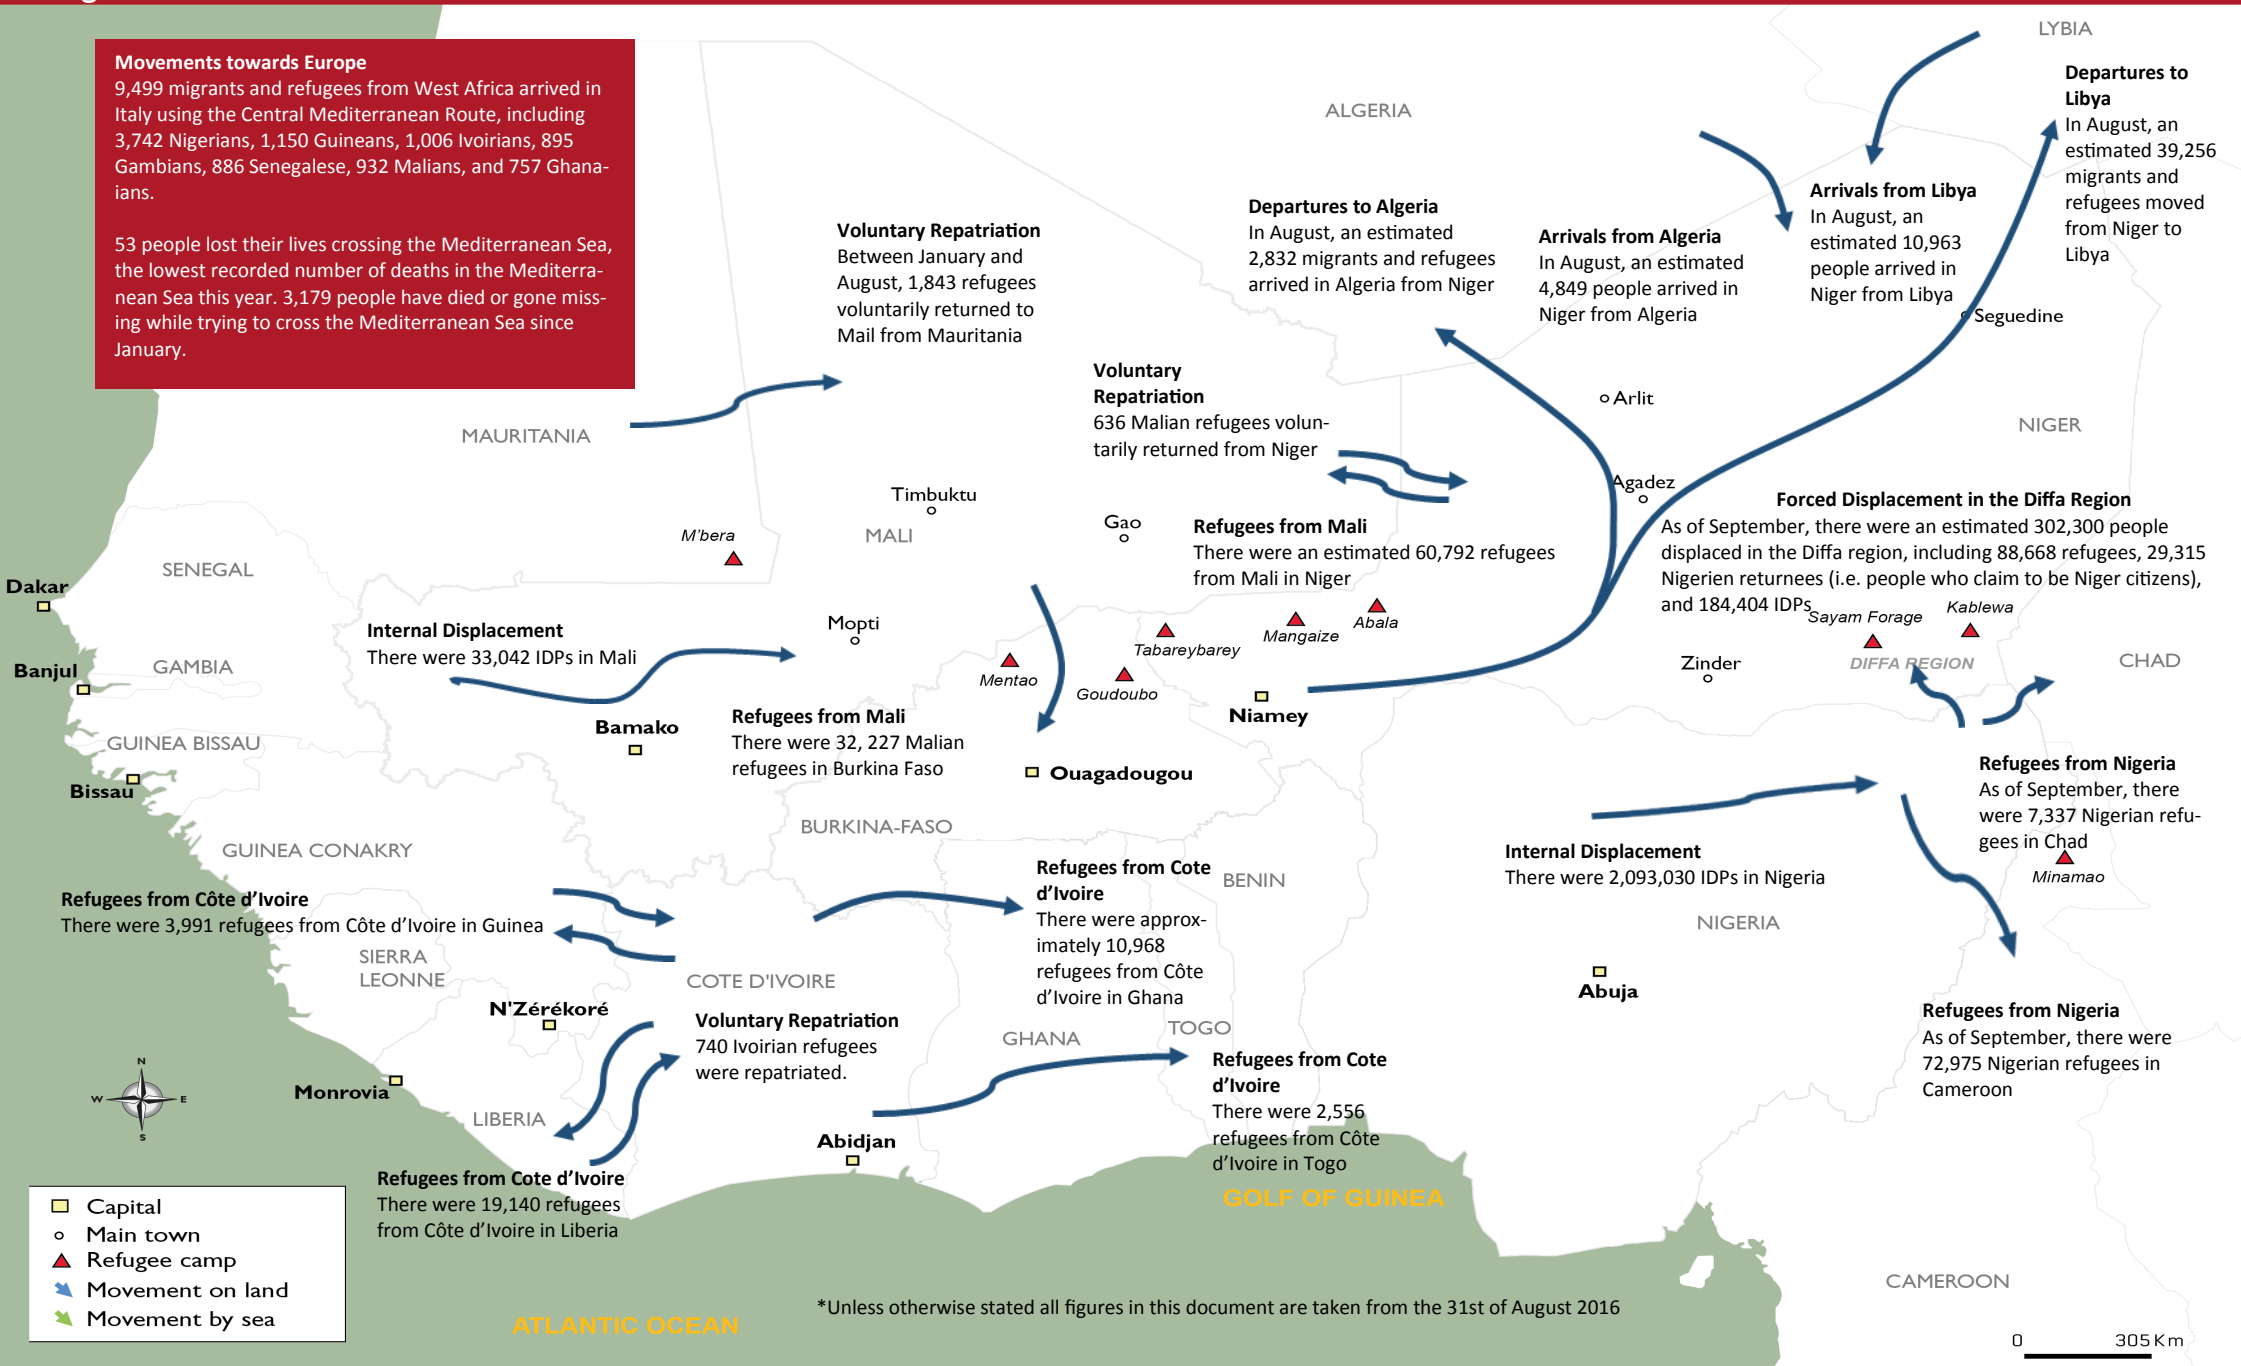 Movements towards Europe
9,499 migrants and refugees from West Africa arrived in
Italy using the Central Mediterranean Route, including
3,742 Nigerians, 1,150 Guineans, 1,006 Ivoirians, 895
Gambians, 886 Senegalese, 932 Malians, and 757 Ghana-
ians.
53 people lost their lives crossing the Mediterranean Sea,
the lowest recorded number of deaths in the Mediterra-
nean Sea this year. 3,179 people have died or gone miss-
ing while trying to cross the Mediterranean Sea since
January.
LYBIA
Departures to
Libya
In August, an
estimated 39,256
migrants and
refugees moved
from Niger to
Libya
ALGERIA
Arrivals from Libya
In August, an
estimated 10,963
people arrived in
Niger from Libya
Departures to Algeria
In August, an estimated
2,832 migrants and refugees
arrived in Algeria from Niger
Arrivals from Algeria
In August, an estimated
4,849 people arrived in
Niger from Algeria
Voluntary Repatriation
Between January and
August, 1,843 refugees
voluntarily returned to
Mail from Mauritania
Seguedine
Voluntary
Repatriation
636 Malian refugees volun-
tarily returned from Niger
Arlit
NIGER
MAURITANIA
Timbuktu
Agadez
Gao
M'bera
MALI
Refugees from Mali
There were an estimated 60,792 refugees
from Mali in Niger
Forced Displacement in the Diffa Region
As of September, there were an estimated 302,300 people
displaced in the Diffa region, including 88,668 refugees, 29,315
Nigerien returnees (i.e. people who claim to be Niger citizens),
and 184,404 IDPs
Sayam Forage
Kablewa
DIFFA REGION
CHAD
SENEGAL
Dakar
Internal Displacement
There were 33,042 IDPs in Mali
Mopti
Mentao
Tabareybarey
Goudoubo
Mangaize
Abala
Zinder
Banjul
GAMBIA
Niamey
Refugees from Mali
There were 32, 227 Malian
refugees in Burkina Faso
Bamako
GUINEA BISSAU
Bissau
Ouagadougou
Refugees from Nigeria
As of September, there
were 7,337 Nigerian refu-
gees in Chad
Minamao
BURKINA-FASO
GUINEA CONAKRY
Internal Displacement
There were 2,093,030 IDPs in Nigeria
NIGERIA
BENIN
Refugees from Cote
d'Ivoire
There were approx-
imately 10,968
refugees from Côte
d'Ivoire in Ghana
Refugees from Côte d'Ivoire
There were 3,991 refugees from Côte d'Ivoire in Guinea
SIERRA
LEONNE
COTE D'IVOIRE
N'Zérékoré
Abuja
Voluntary Repatriation
740 Ivoirian refugees
were repatriated.
GHANA
TOGO
Refugees from Nigeria
As of September, there were
72,975 Nigerian refugees in
Cameroon
Refugees from Cote
d'Ivoire
There were 2,556
refugees from Côte
d'Ivoire in Togo
N
W
E
S
Monrovia
LIBERIA
Abidjan
Refugees from Cote d'Ivoire
There were 19,140 refugees
from Côte d'Ivoire in Liberia
GOLF OF GUINEA
Capital
Main town
Refugee camp
Movement on land
Movement by sea
CAMEROON
ATLANTIC OCEAN
*Unless otherwise stated all figures in this document are taken from the 31st of August 2016
0 305 Km